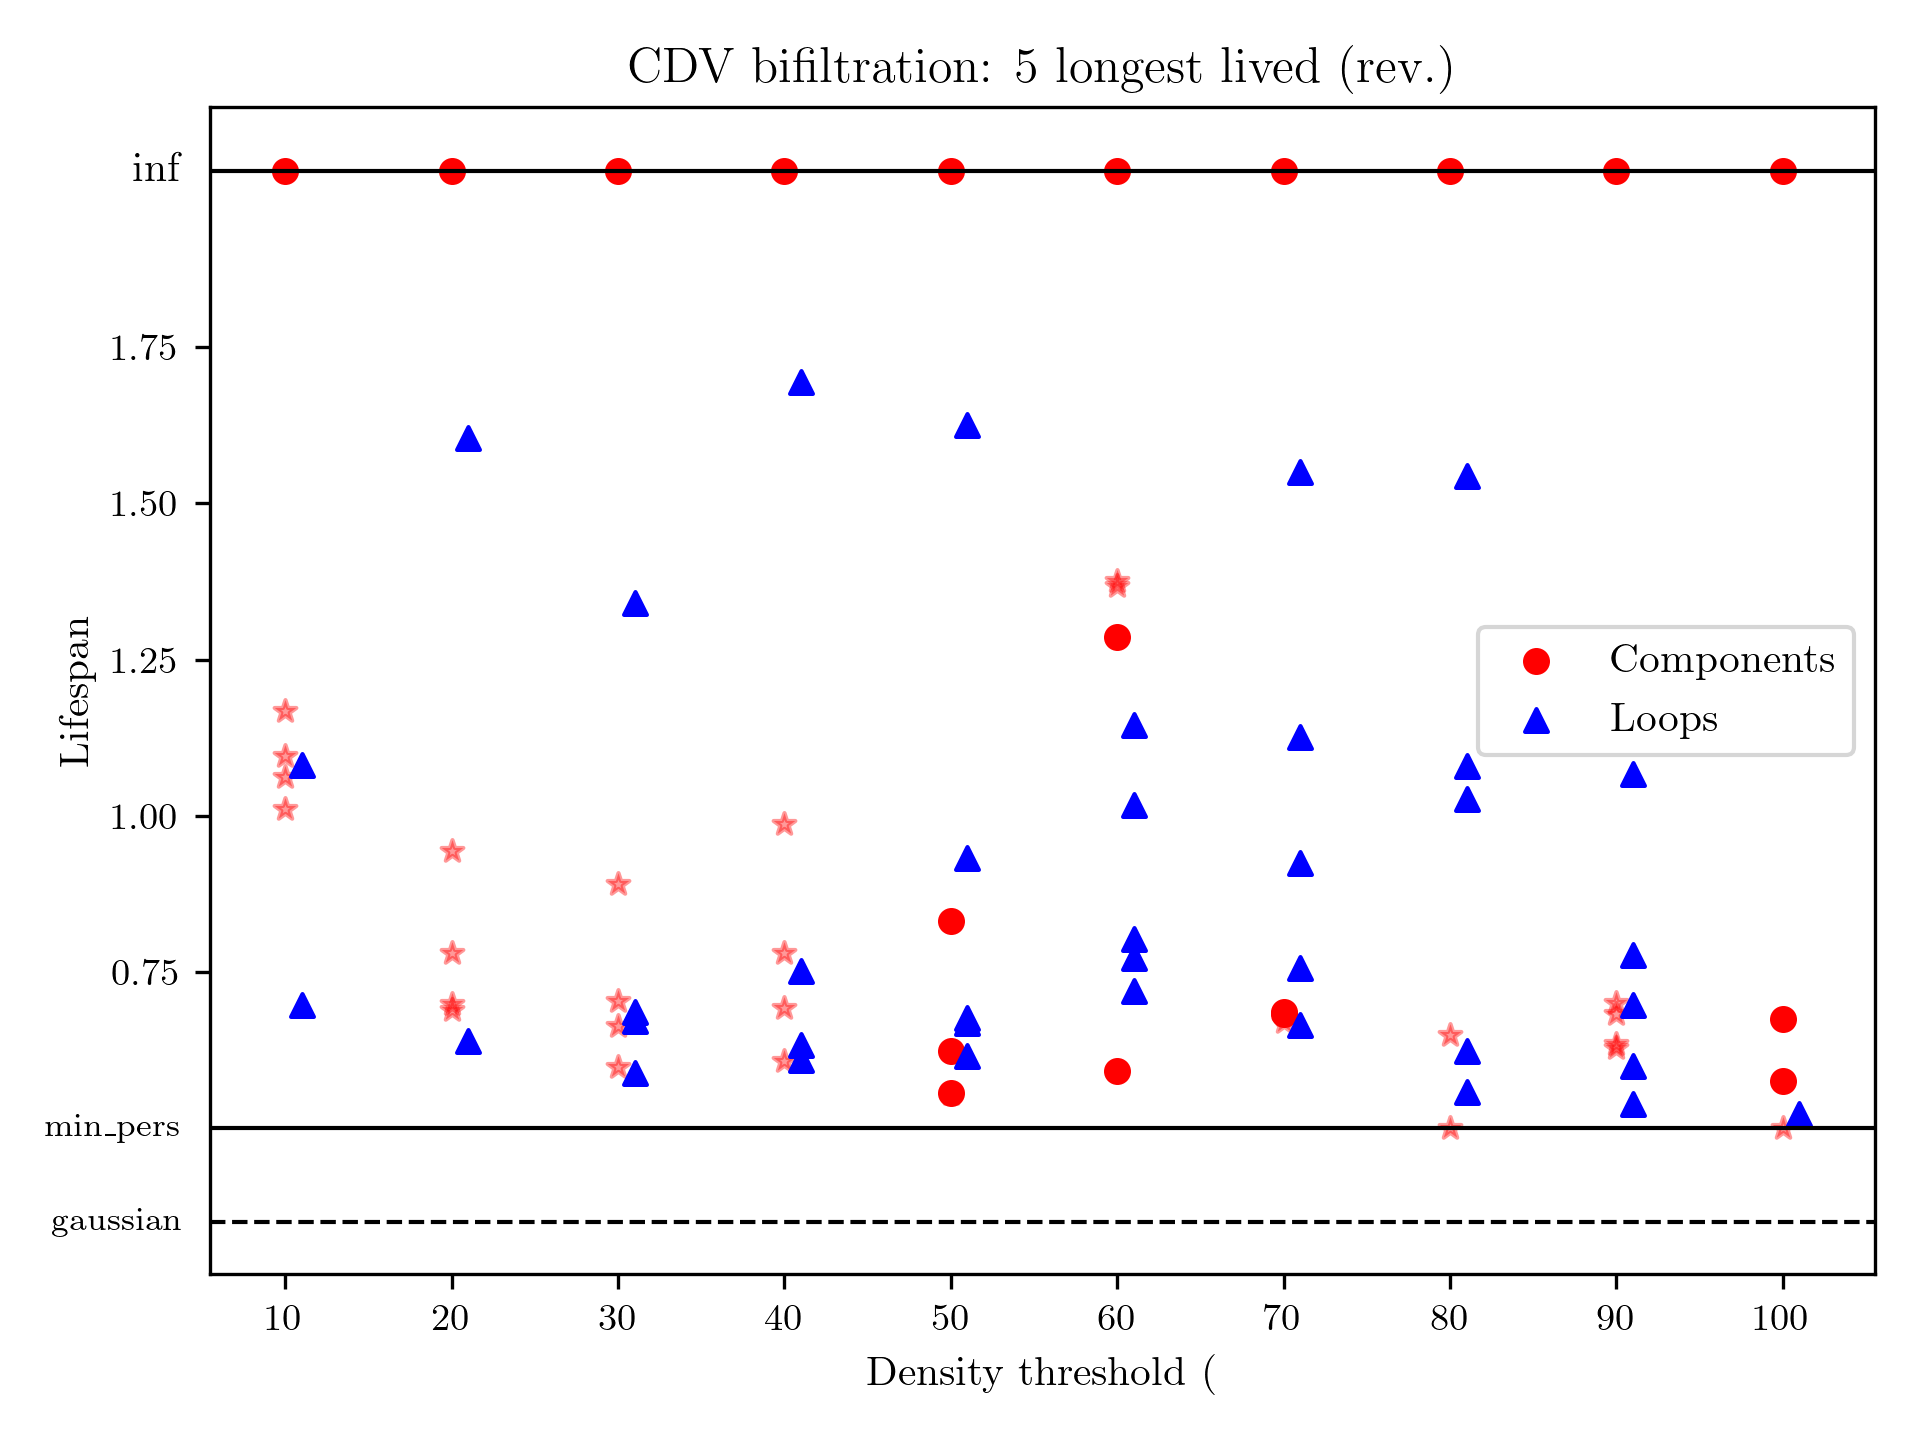 CDV bifiltration: 5 longest lived (rev.)
inf
1.75
1.50
1.25
1.00
0.75
min_pers
gaussian
Lifespan
Components
Loops
10 20 30 40 50 60 70 80 90 100
Density threshold (